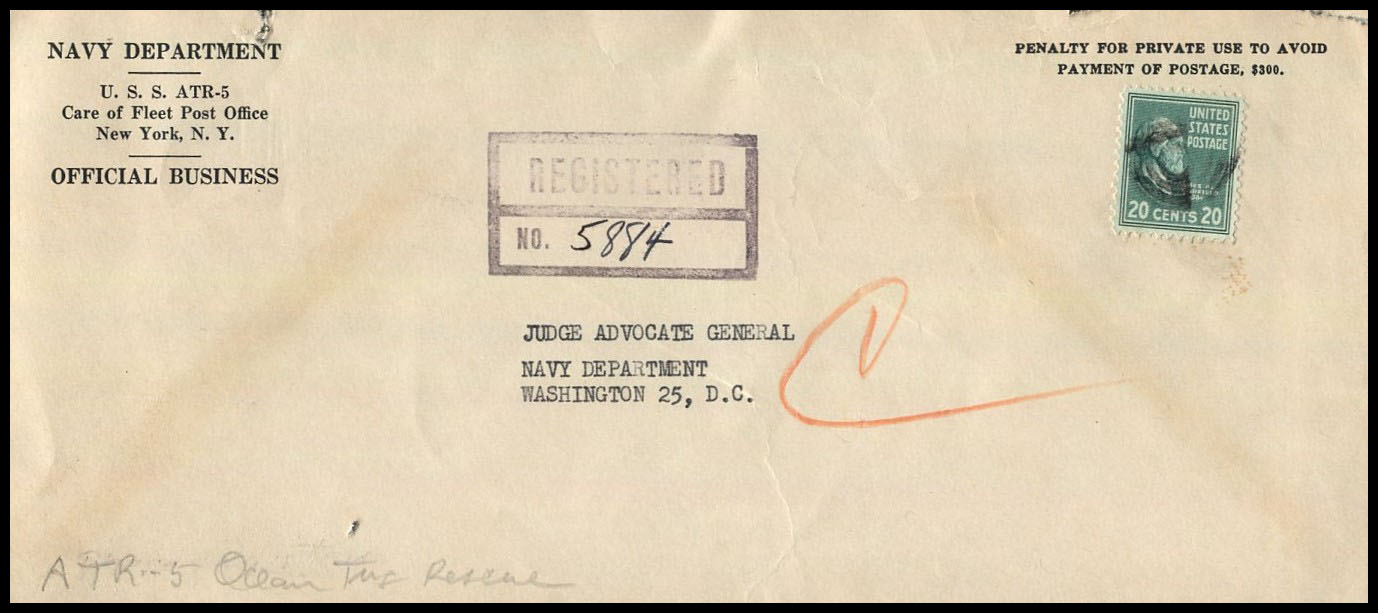 NAVY DEPARTMENT
U. S. S. ATR-5
Care of Fleet Post Office
New York, N. Y.
OFFICIAL BUSINESS
PENALTY FOR PRIVATE USE TO AVOID
PAYMENT OF POSTAGE, $300.
UNITED
STATES
POSTAGE
20 CENTS 20
REGISTERED
NO. 5884
JUDGE ADVOCATE GENERAL
NAVY DEPARTMENT
WASHINGTON 25, D.C.
ATR-5 Ocean Tug Rescue